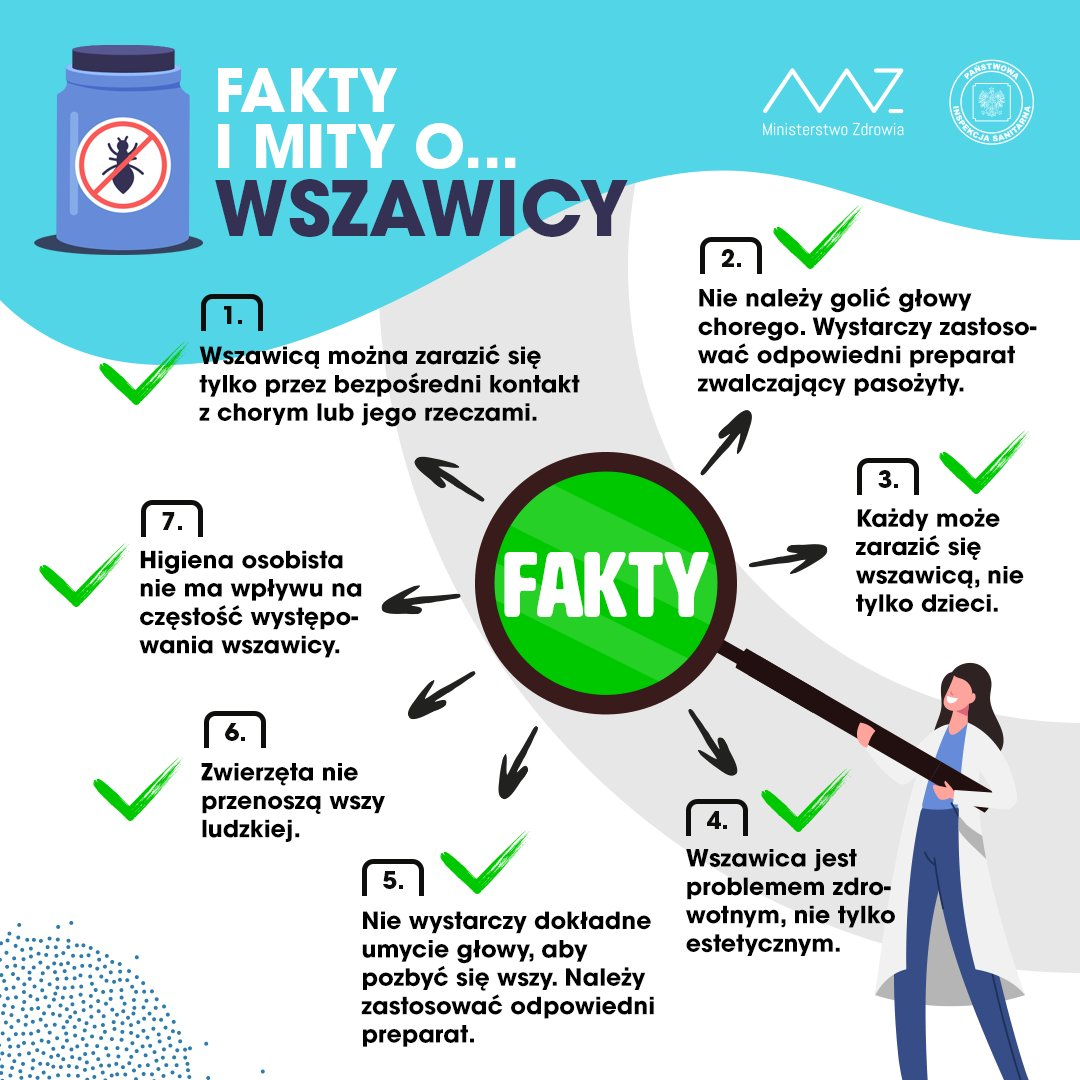 FAKTY
I MITY O...
WSZAWICY
Ministerstwo Zdrowia
PAŃSTWOWA
INSPEKCJA SANITARNA
1.
Wszawicą można zarazić się
tylko przez bezpośredni kontakt
z chorym lub jego rzeczami.
2.
Nie należy golić głowy
chorego. Wystarczy zastoso-
wać odpowiedni preparat
zwalczający pasożyty.
3.
Każdy może
zarazić się
wszawicą, nie
tylko dzieci.
FAKTY
4.
Wszawica jest
problemem zdro-
wotnym, nie tylko
estetycznym.
5.
Nie wystarczy dokładne
umycie głowy, aby
pozbyć się wszy. Należy
zastosować odpowiedni
preparat.
6.
Zwierzęta nie
przenoszą wszy
ludzkiej.
7.
Higiena osobista
nie ma wpływu na
częstość występo-
wania wszawicy.